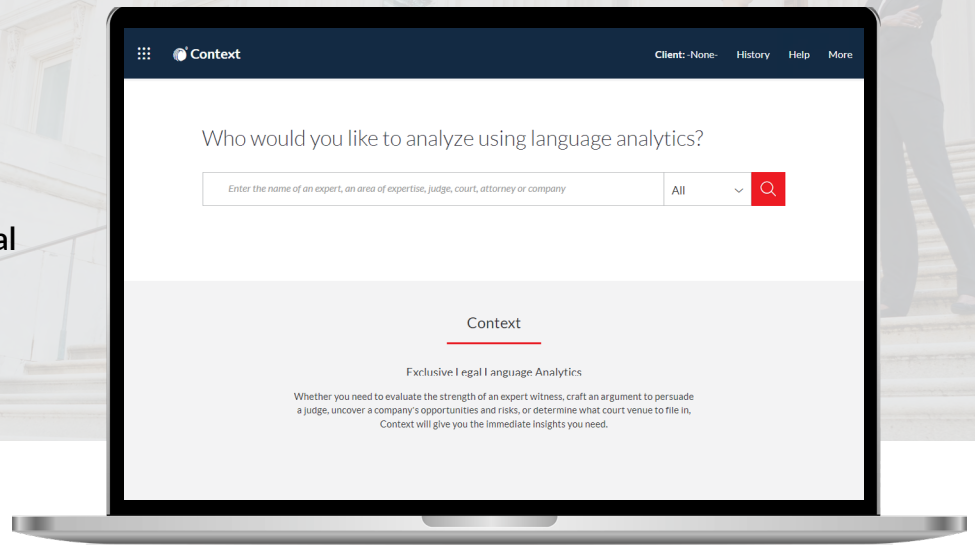 Context
Client: -None- History Help More
Who would you like to analyze using language analytics?
Enter the name of an expert, an area of expertise, judge, court, attorney or company
All
al
Context
Exclusive Legal Language Analytics
Whether you need to evaluate the strength of an expert witness, craft an argument to persuade
a judge, uncover a company's opportunities and risks, or determine what court venue to file in,
Context will give you the immediate insights you need.